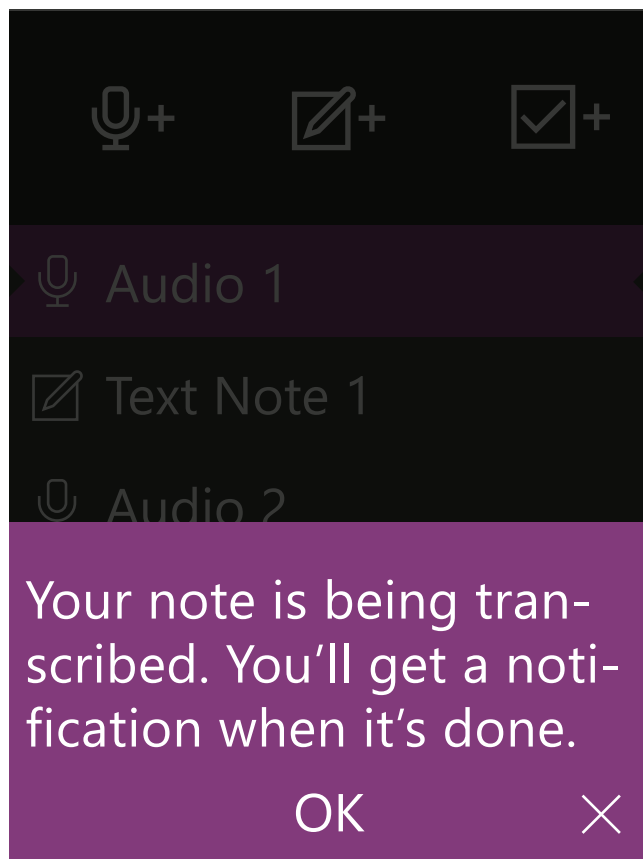 Audio 1
Text Note 1
Audio 2
Your note is being tran-
scribed. You’ll get a noti-
fication when it’s done.
OK